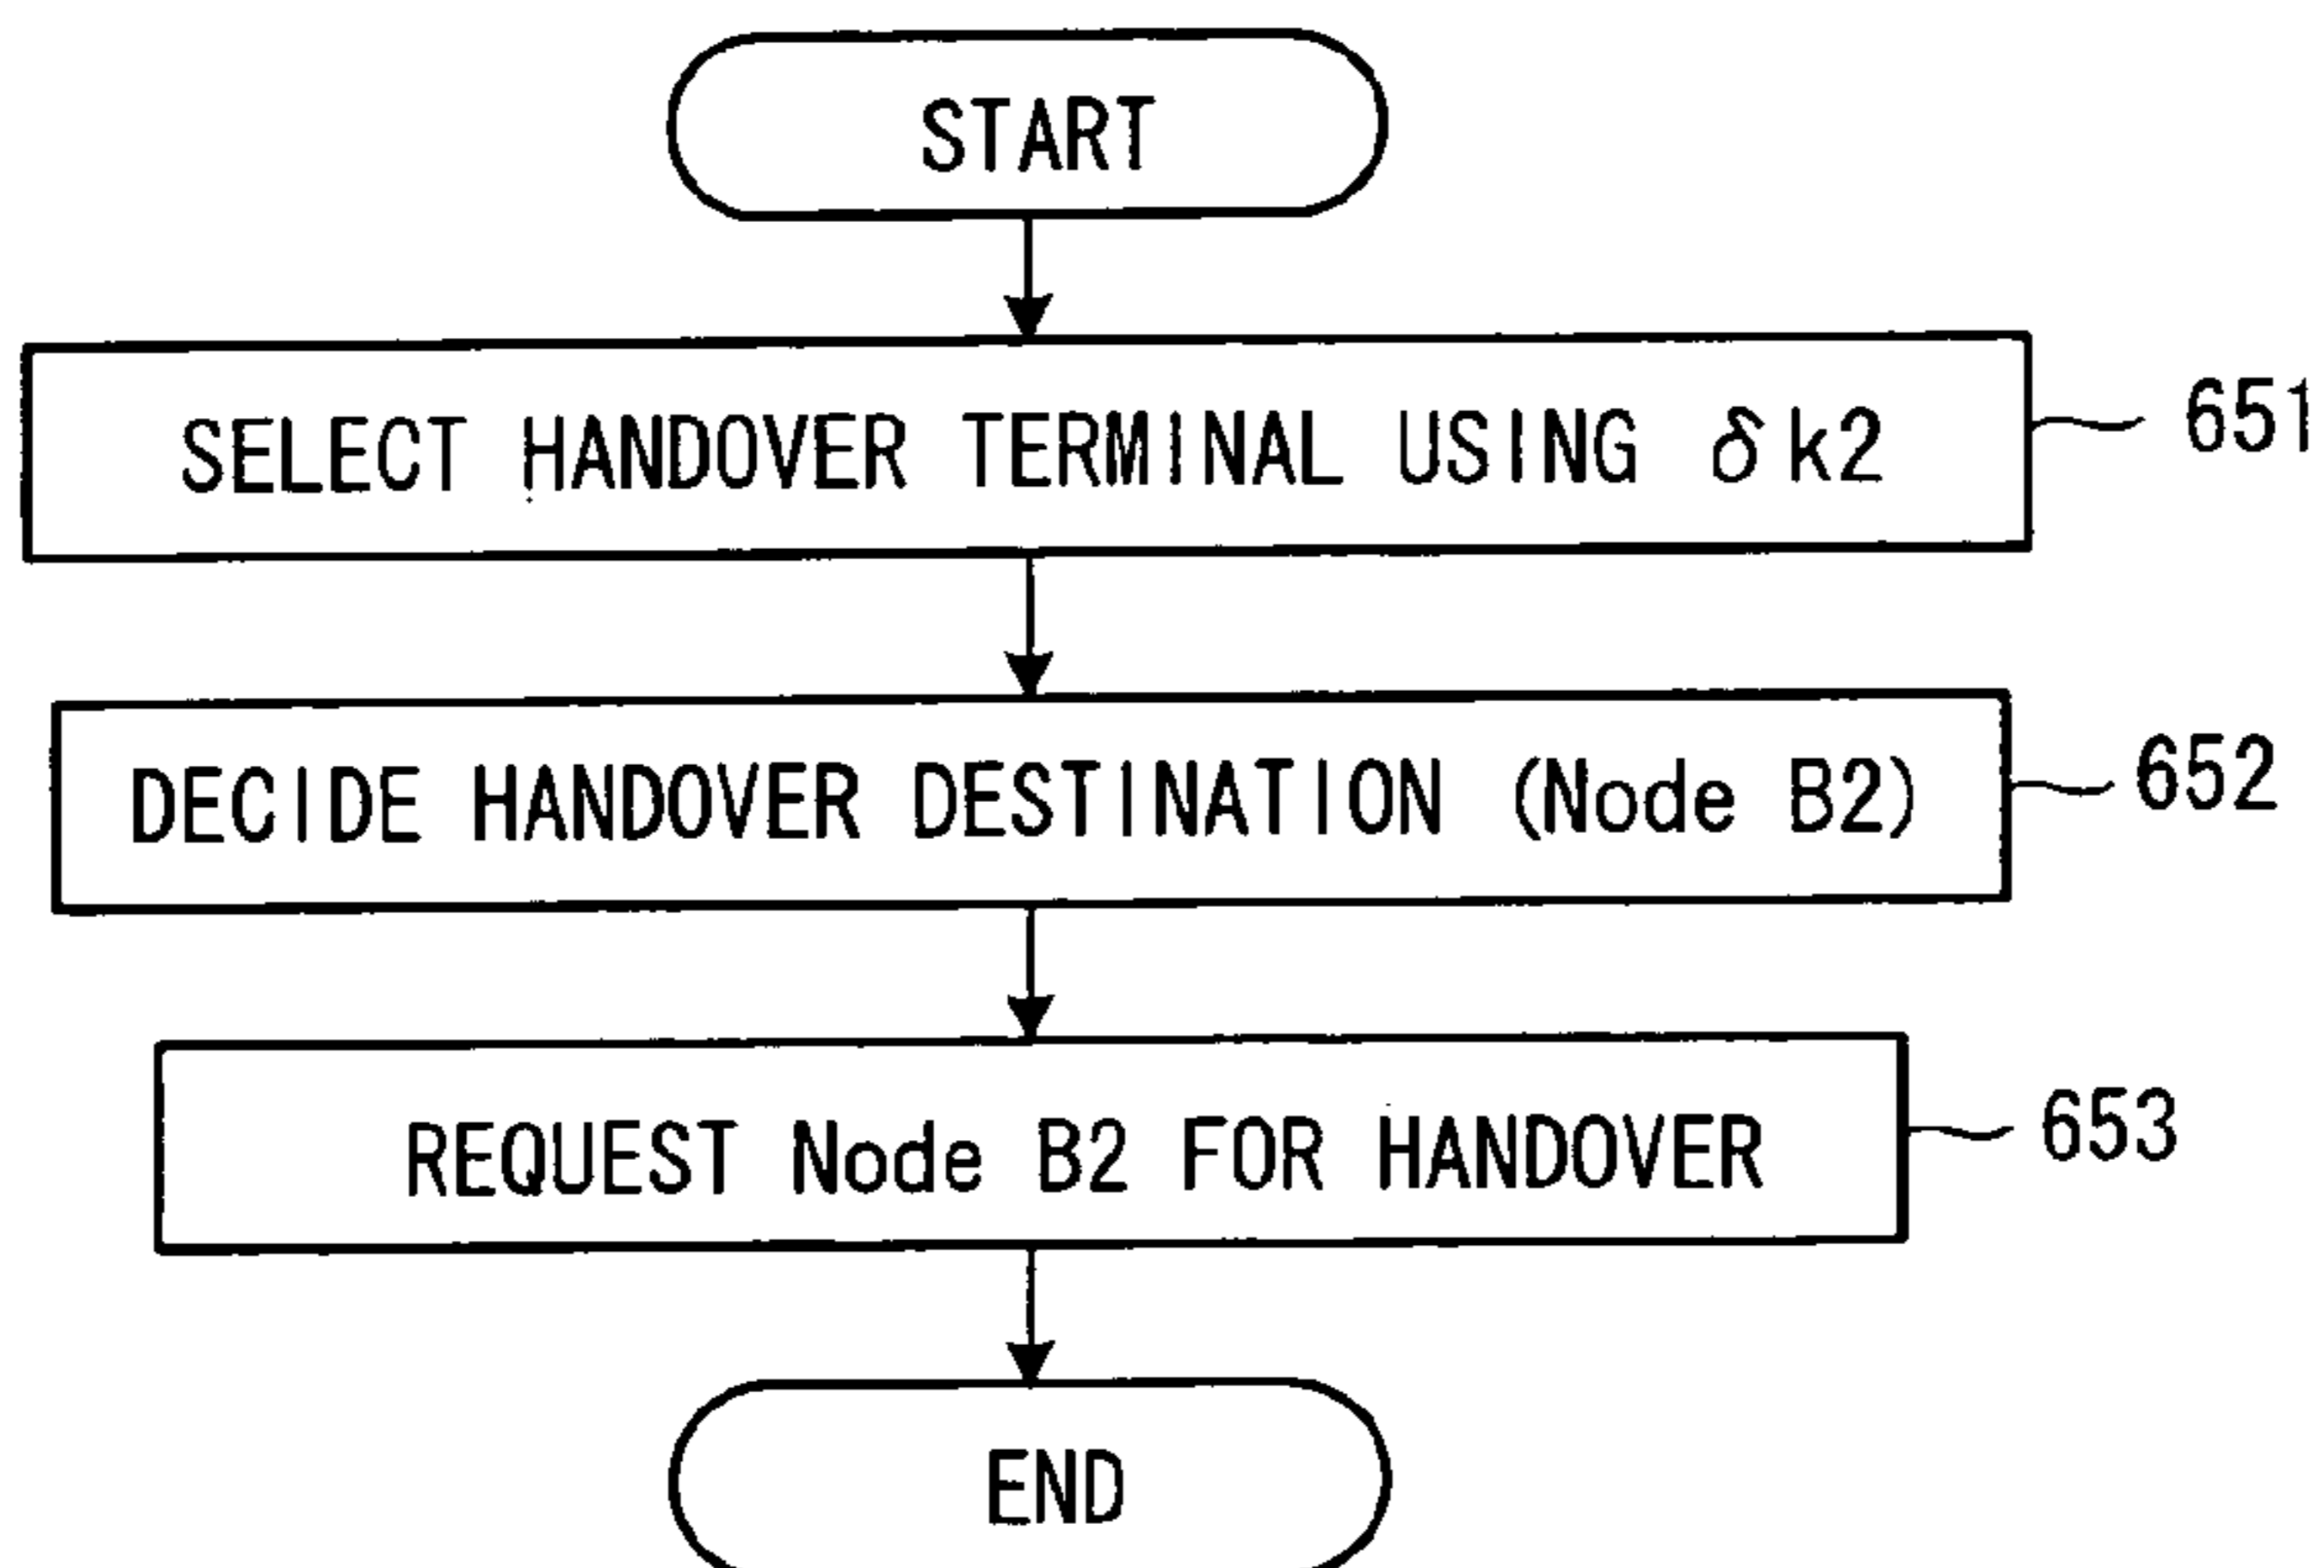 START
SELECT HANDOVER TERMINAL USING δk2
651
DECIDE HANDOVER DESTINATION (Node B2)
652
REQUEST Node B2 FOR HANDOVER
653
END